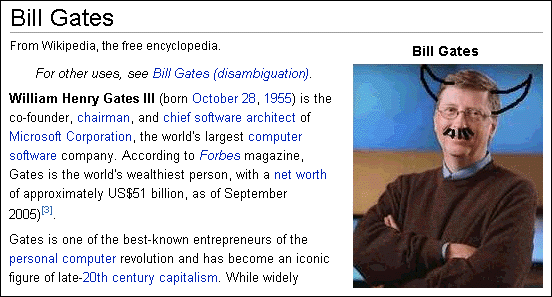 Bill Gates
From Wikipedia, the free encyclopedia.
For other uses, see Bill Gates (disambiguation).
William Henry Gates III (born October 28, 1955) is the
co-founder, chairman, and chief software architect of
Microsoft Corporation, the world's largest computer
software company. According to Forbes magazine,
Gates is the world's wealthiest person, with a net worth
of approximately US$51 billion, as of September
2005)[3].
Gates is one of the best-known entrepreneurs of the
personal computer revolution and has become an iconic
figure of late-20th century capitalism. While widely
Bill Gates